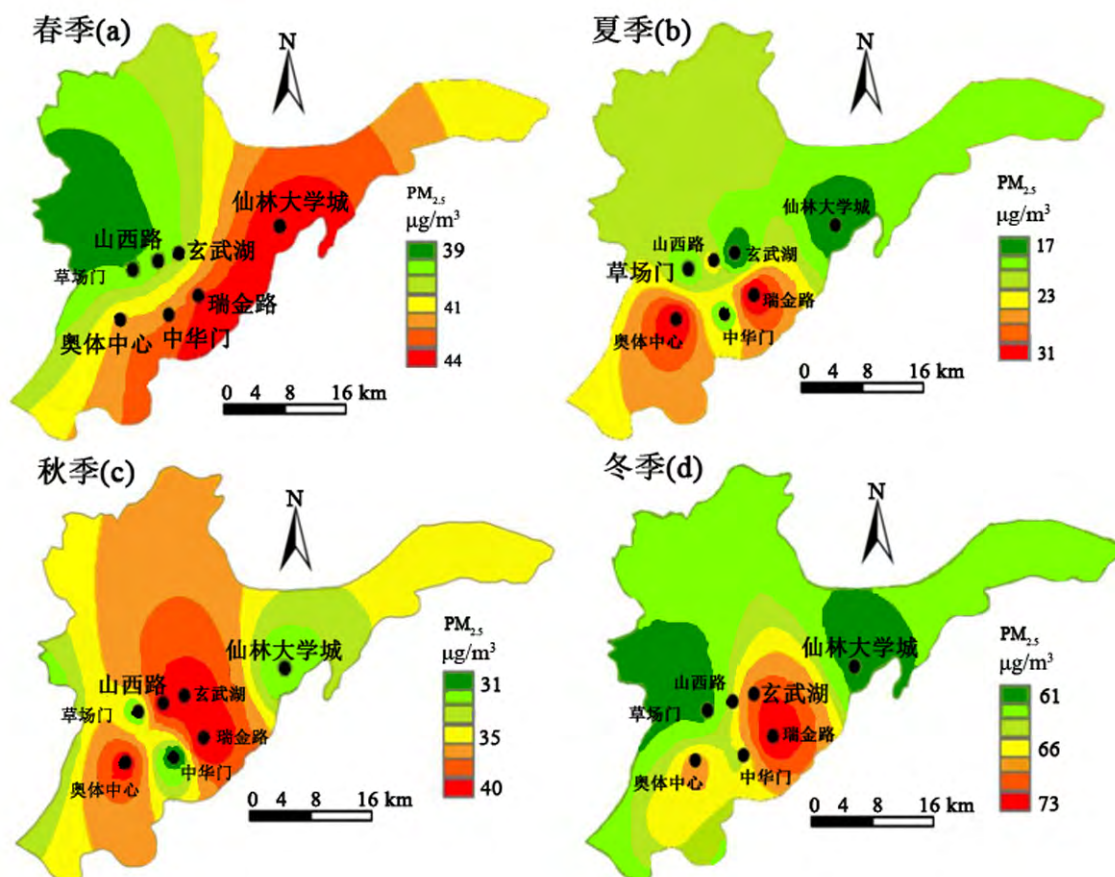 春季(a)
N
仙林大学城
山西路
玄武湖
草场门
瑞金路
奥体中心
中华门
PM2.5
μg/m³
39
41
44
0 4 8 16 km
夏季(b)
N
仙林大学城
山西路
玄武湖
草场门
瑞金路
奥体中心
中华门
PM2.5
μg/m³
17
23
31
0 4 8 16 km
秋季(c)
N
仙林大学城
山西路
玄武湖
草场门
瑞金路
奥体中心
中华门
PM2.5
μg/m³
31
35
40
0 4 8 16 km
冬季(d)
N
仙林大学城
山西路
玄武湖
草场门
瑞金路
奥体中心
中华门
PM2.5
μg/m³
61
66
73
0 4 8 16 km